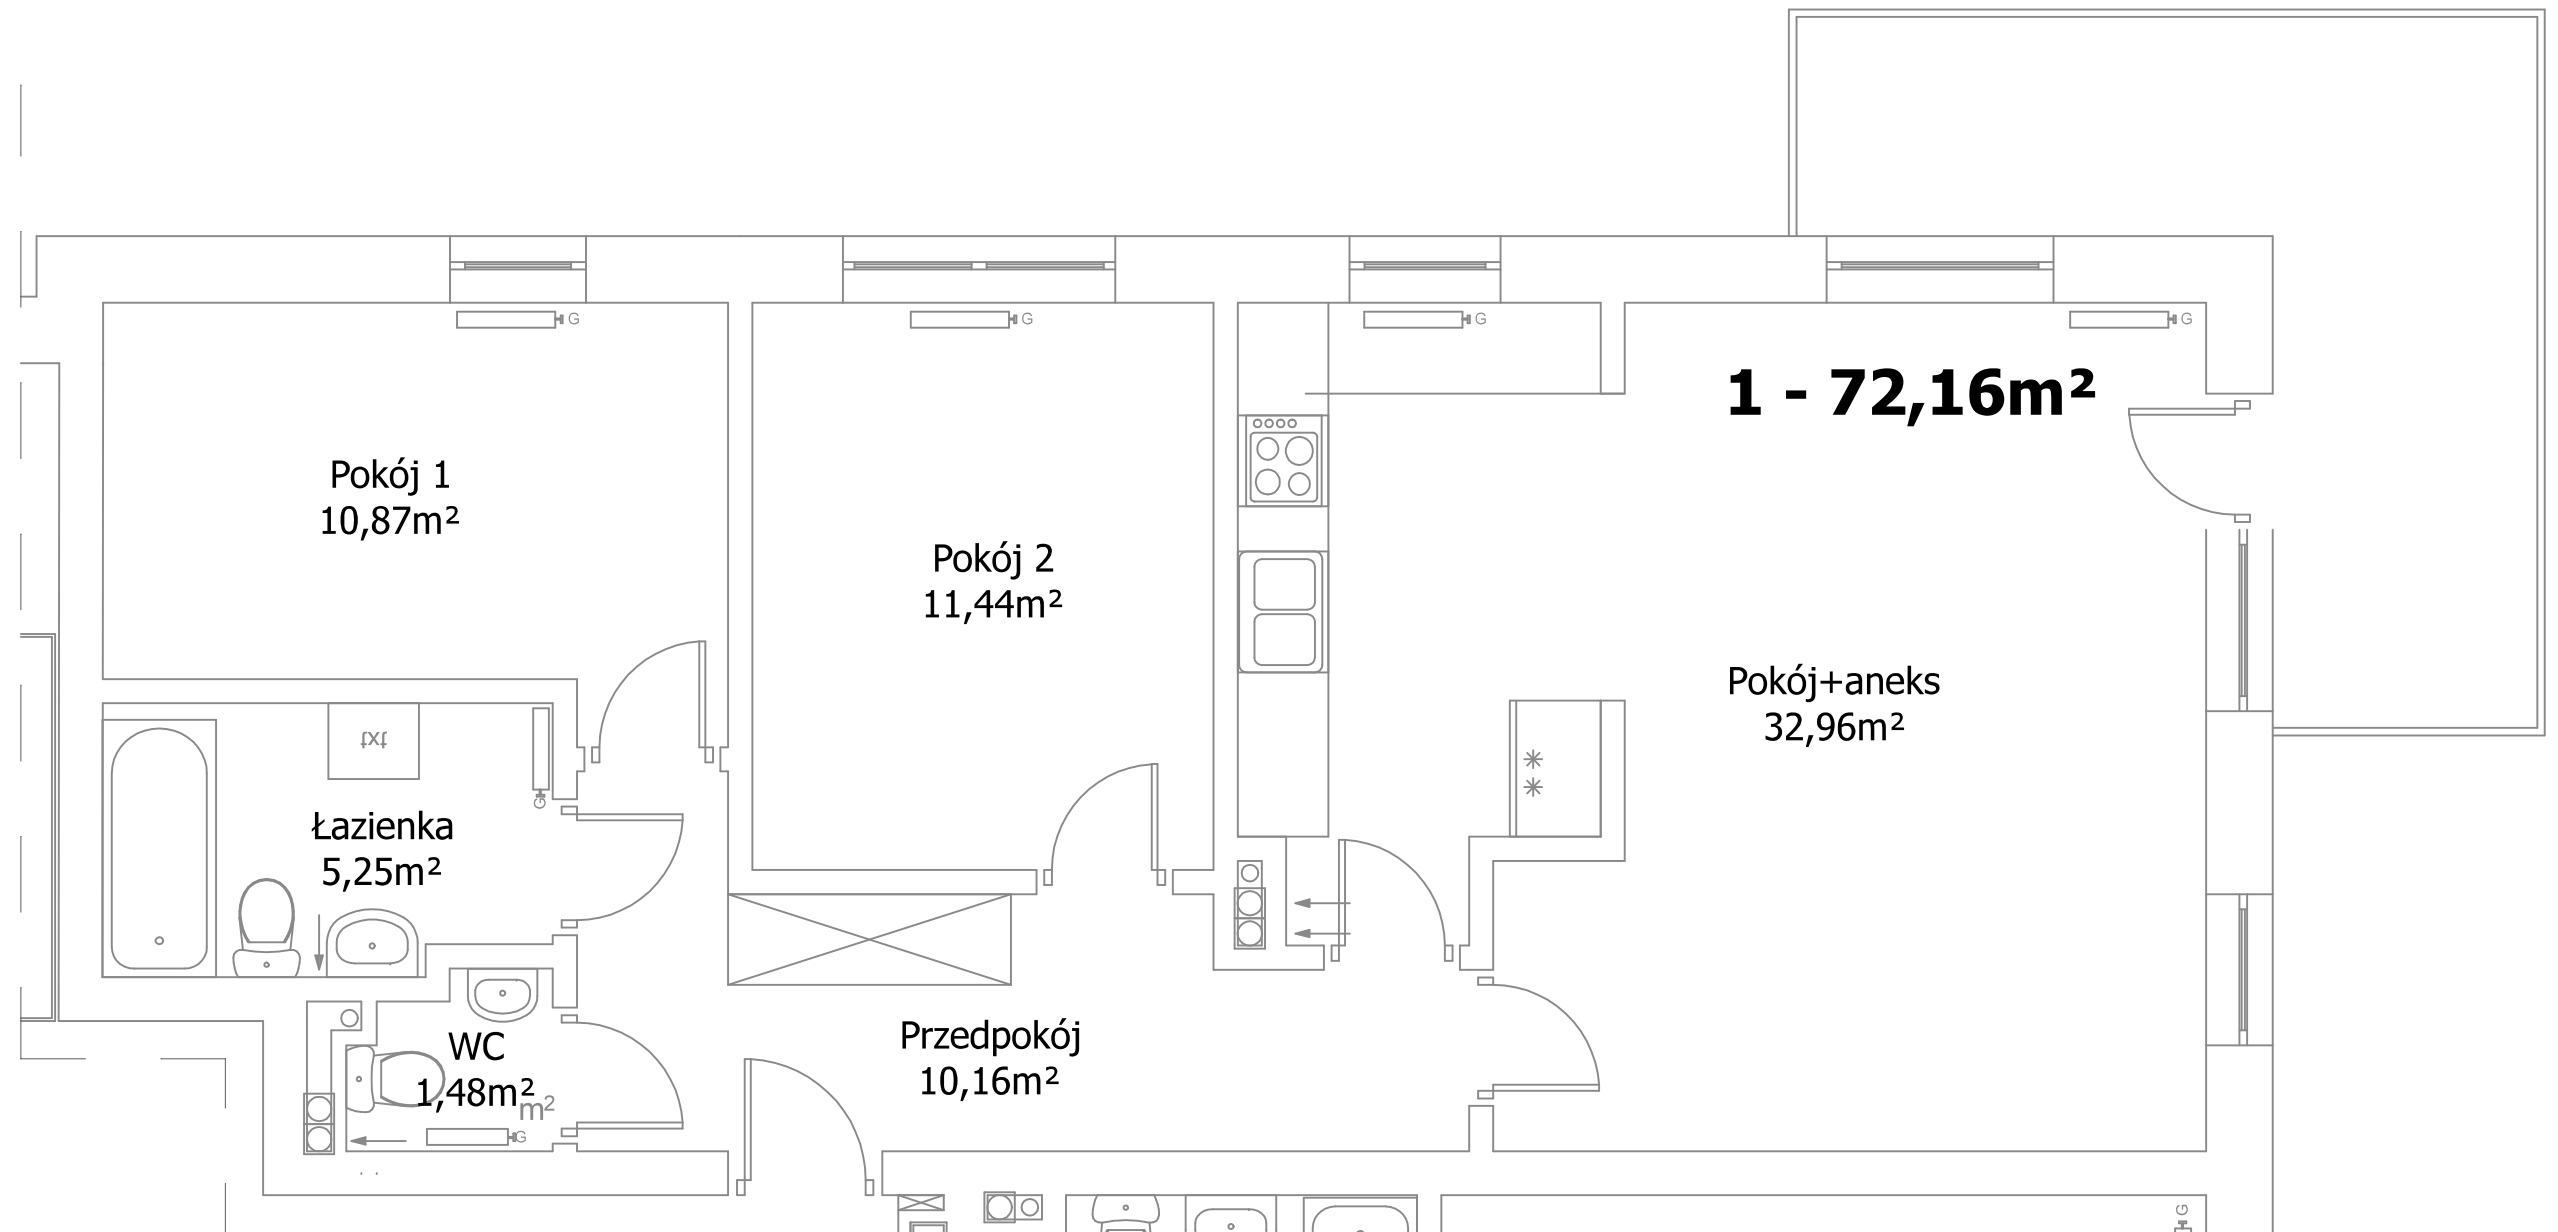 G
G
G
G
1 - 72,16m²
Pokój 1
10,87m²
Pokój 2
11,44m²
Pokój+aneks
32,96m²
txt
G
Łazienka
5,25m²
Przedpokój
10,16m²
WC
1,48m²
m²
G
G